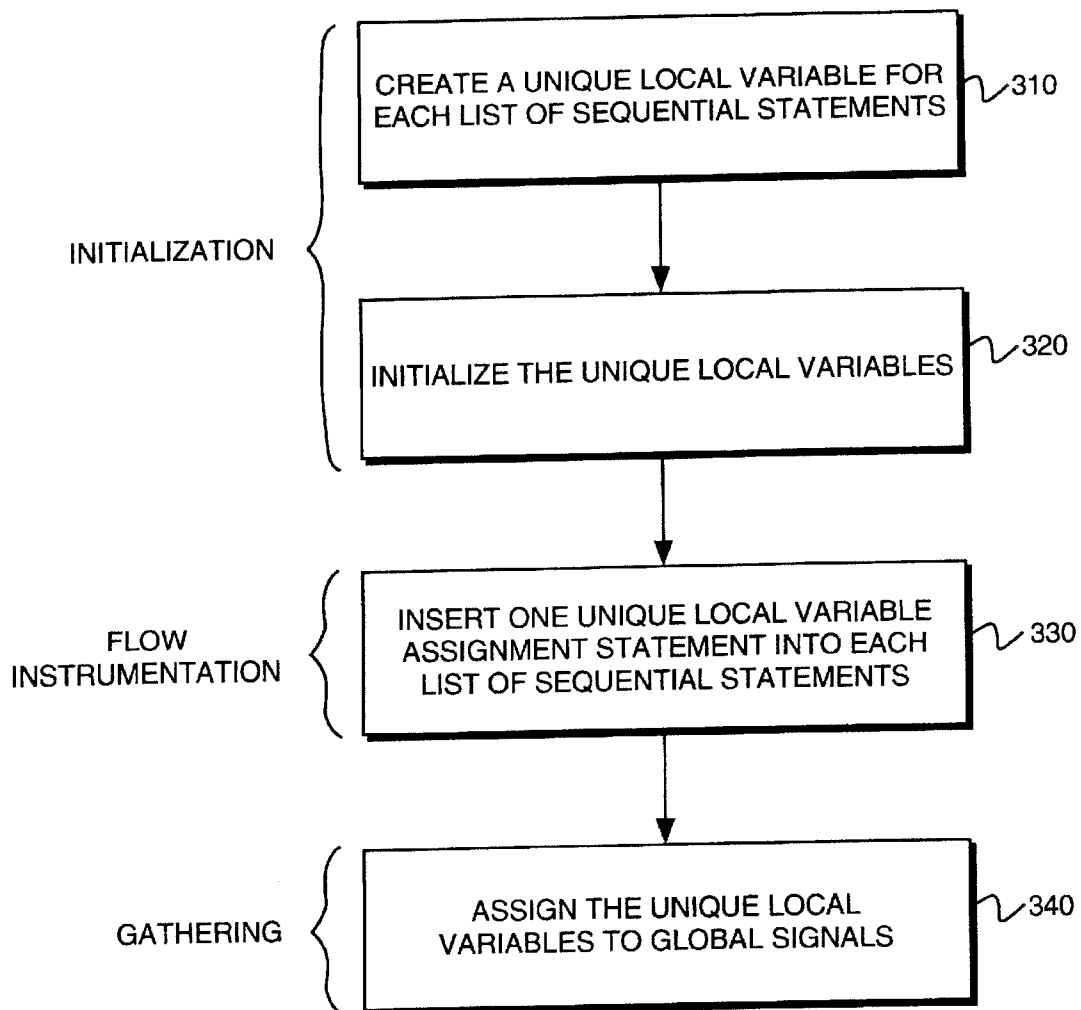 CREATE A UNIQUE LOCAL VARIABLE FOR
EACH LIST OF SEQUENTIAL STATEMENTS
310
INITIALIZATION
INITIALIZE THE UNIQUE LOCAL VARIABLES
320
FLOW
INSTRUMENTATION
INSERT ONE UNIQUE LOCAL VARIABLE
ASSIGNMENT STATEMENT INTO EACH
LIST OF SEQUENTIAL STATEMENTS
330
GATHERING
ASSIGN THE UNIQUE LOCAL
VARIABLES TO GLOBAL SIGNALS
340